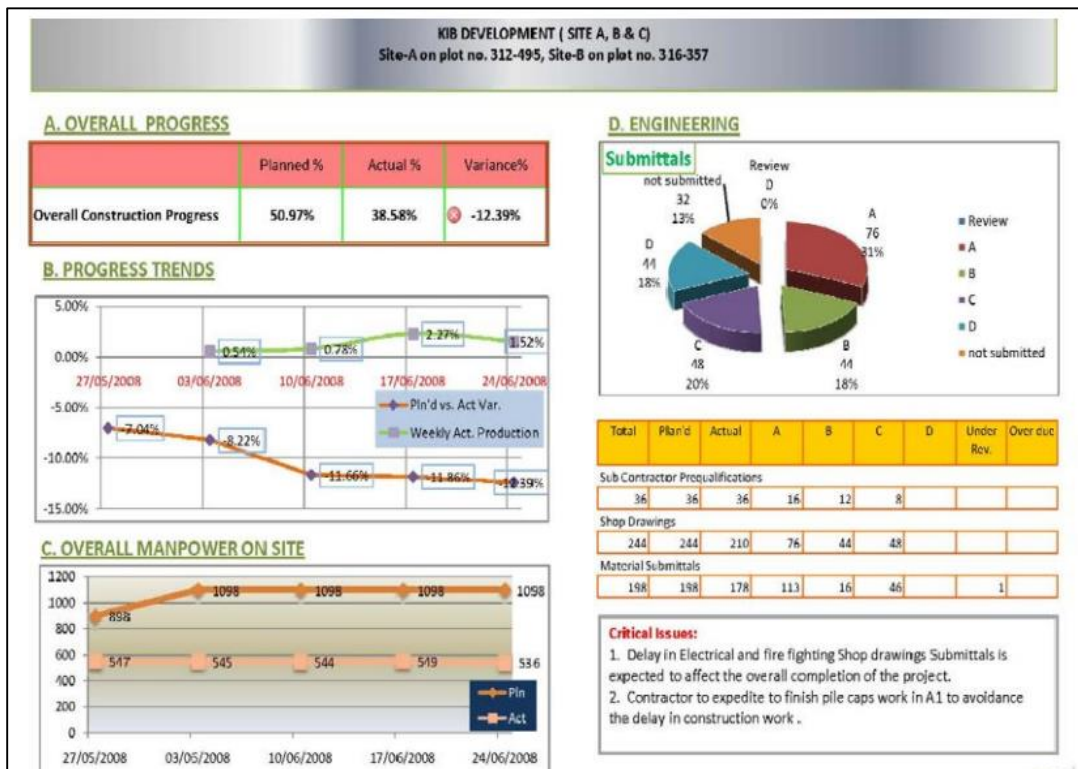 KIB DEVELOPMENT ( SITE A, B & C)
Site-A on plot no. 312-495, Site-B on plot no. 316-357
A. OVERALL PROGRESS
Planned % Actual % Variance%
Overall Construction Progress 50.97% 38.58% -12.39%
B. PROGRESS TRENDS
5.00%
0.00%
-5.00%
-10.00%
-15.00%
0.54% 0.78% 2.27% 1.52%
27/05/2008 03/06/2008 10/06/2008 17/06/2008 24/06/2008
-7.04% -8.22% -11.66% -11.86% -12.39%
Pln'd vs. Act Var.
Weekly Act. Production
C. OVERALL MANPOWER ON SITE
1200
1000
800
600
400
200
0
898 1098 1098 1098 1098
547 545 544 549 536
Pln
Act
27/05/2008 03/05/2008 10/06/2008 17/06/2008 24/06/2008
D. ENGINEERING
Submittals
Review
D
0%
not submitted
32
13%
A
76
31%
D
44
18%
C
48
20%
B
44
18%
Review
A
B
C
D
not submitted
Total Plan'd Actual A B C D Under Rev. Over due
Sub Contractor Prequalifications
36 36 36 16 12 8
Shop Drawings
244 244 210 76 44 48
Material Submittals
198 198 178 113 16 46 1
Critical Issues:
1. Delay in Electrical and fire fighting Shop drawings Submittals is
expected to affect the overall completion of the project.
2. Contractor to expedite to finish pile caps work in A1 to avoidance
the delay in construction work .